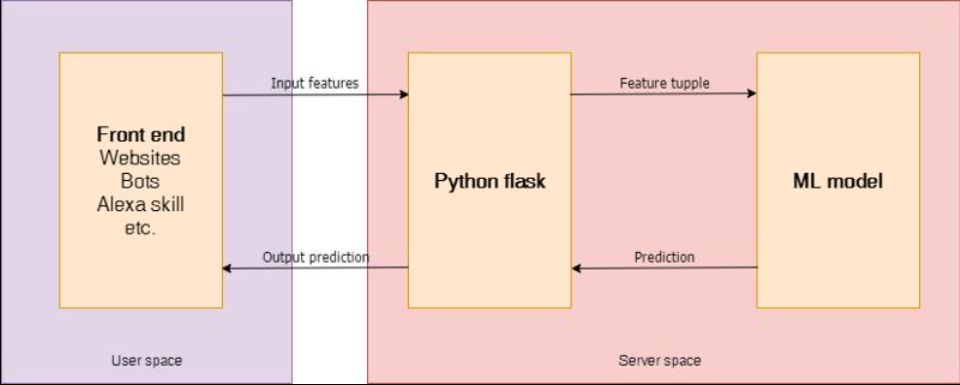 Input features
Feature tupple
Front end
Websites
Bots
Alexa skill
etc.
Python flask
ML model
Output prediction
Prediction
User space
Server space